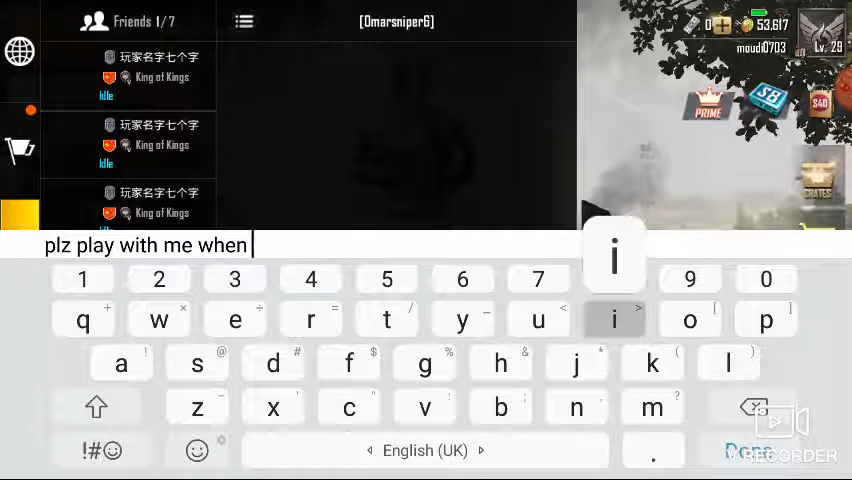 Friends 1/7
[Omarsniper6]
0
53,617
moudi0703
Lv. 29
玩家名字七个字
King of Kings
Idle
玩家名字七个字
King of Kings
Idle
玩家名字七个字
King of Kings
PRIME
S8
S4D
CRATES
plz play with me when
i
1 2 3 4 5 6 7 9 0
q + w × e ÷ r = t / y _ u < i > o [ p ]
a ! s @ d # f $ g % h & j * k ( l )
z - x ' c " v : b ; n , m ?
!#☺ English (UK) . Done
V RECORDER